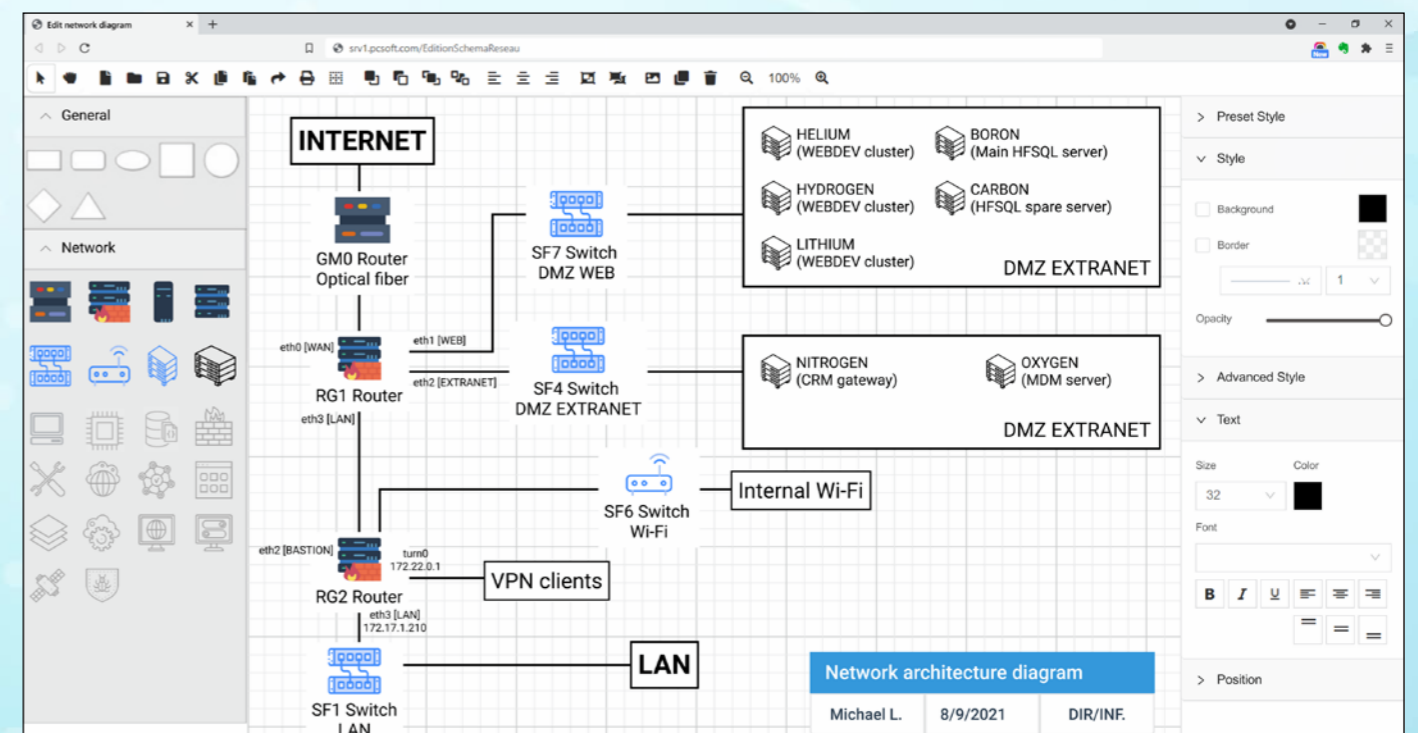 Edit network diagram
srv1.pcsoft.com/EditionSchemaReseau
100%
General
Network
INTERNET
GM0 Router
Optical fiber
eth0 [WAN]
eth1 [WEB]
eth2 [EXTRANET]
RG1 Router
eth3 [LAN]
SF7 Switch
DMZ WEB
SF4 Switch
DMZ EXTRANET
HELIUM
(WEBDEV cluster)
BORON
(Main HFSQL server)
HYDROGEN
(WEBDEV cluster)
CARBON
(HFSQL spare server)
LITHIUM
(WEBDEV cluster)
DMZ EXTRANET
NITROGEN
(CRM gateway)
OXYGEN
(MDM server)
DMZ EXTRANET
SF6 Switch
Wi-Fi
Internal Wi-Fi
eth2 [BASTION]
turn0
172.22.0.1
RG2 Router
VPN clients
eth3 [LAN]
172.17.1.210
SF1 Switch
LAN
LAN
Network architecture diagram
Michael L.
8/9/2021
DIR/INF.
Preset Style
Style
Background
Border
1
Opacity
Advanced Style
Text
Size
Color
32
Font
B
I
U
Position